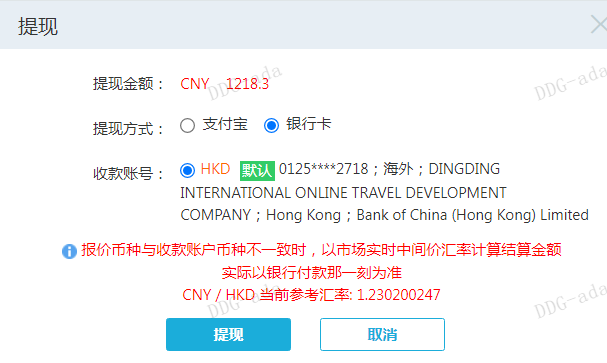 提现
提现金额： CNY 1218.3
提现方式： 支付宝 银行卡
收款账号： HKD 默认 0125****2718；海外；DINGDING
INTERNATIONAL ONLINE TRAVEL DEVELOPMENT
COMPANY；Hong Kong；Bank of China (Hong Kong) Limited
报价币种与收款账户币种不一致时，以市场实时中间价汇率计算结算金额
实际以银行付款那一刻为准
CNY / HKD 当前参考汇率: 1.230200247
提现 取消
DDG-ada
DDG-ada
DDG-ada
DDG-ada